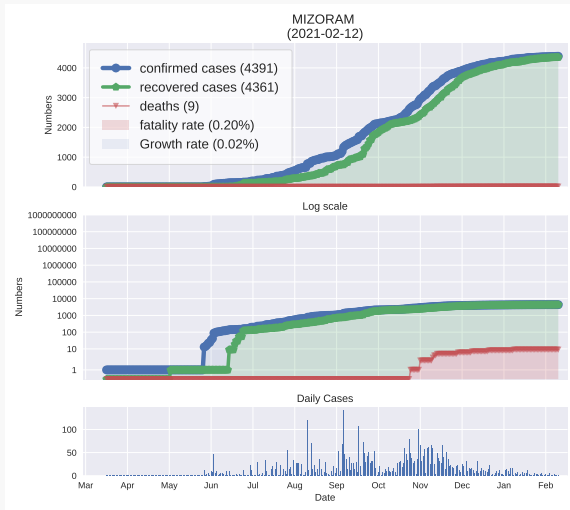 MIZORAM
(2021-02-12)
confirmed cases (4391)
recovered cases (4361)
deaths (9)
fatality rate (0.20%)
Growth rate (0.02%)
Numbers
4000
3000
2000
1000
0
Log scale
Numbers
1000000000
100000000
10000000
1000000
100000
10000
1000
100
10
1
Daily Cases
100
50
0
Mar Apr May Jun Jul Aug Sep Oct Nov Dec Jan Feb
Date